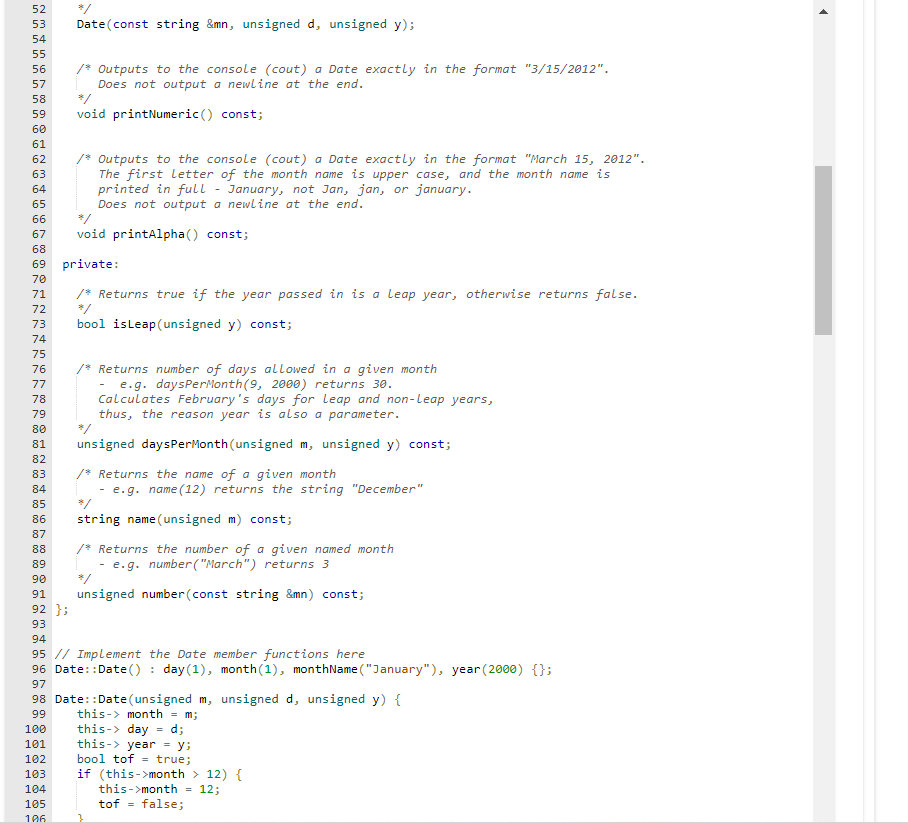 52 */
53 Date(const string &mn, unsigned d, unsigned y);
54
55
56 /* Outputs to the console (cout) a Date exactly in the format "3/15/2012".
57 Does not output a newline at the end.
58 */
59 void printNumeric() const;
60
61
62 /* Outputs to the console (cout) a Date exactly in the format "March 15, 2012".
63 The first letter of the month name is upper case, and the month name is
64 printed in full - January, not Jan, jan, or january.
65 Does not output a newline at the end.
66 */
67 void printAlpha() const;
68
69 private:
70
71 /* Returns true if the year passed in is a leap year, otherwise returns false.
72 */
73 bool isLeap(unsigned y) const;
74
75
76 /* Returns number of days allowed in a given month
77 - e.g. daysPerMonth(9, 2000) returns 30.
78 Calculates February's days for leap and non-leap years,
79 thus, the reason year is also a parameter.
80 */
81 unsigned daysPerMonth(unsigned m, unsigned y) const;
82
83 /* Returns the name of a given month
84 - e.g. name(12) returns the string "December"
85 */
86 string name(unsigned m) const;
87
88 /* Returns the number of a given named month
89 - e.g. number("March") returns 3
90 */
91 unsigned number(const string &mn) const;
92 };
93
94
95 // Implement the Date member functions here
96 Date::Date() : day(1), month(1), monthName("January"), year(2000) {};
97
98 Date::Date(unsigned m, unsigned d, unsigned y) {
99 this-> month = m;
100 this-> day = d;
101 this-> year = y;
102 bool tof = true;
103 if (this->month > 12) {
104 this->month = 12;
105 tof = false;
106 }